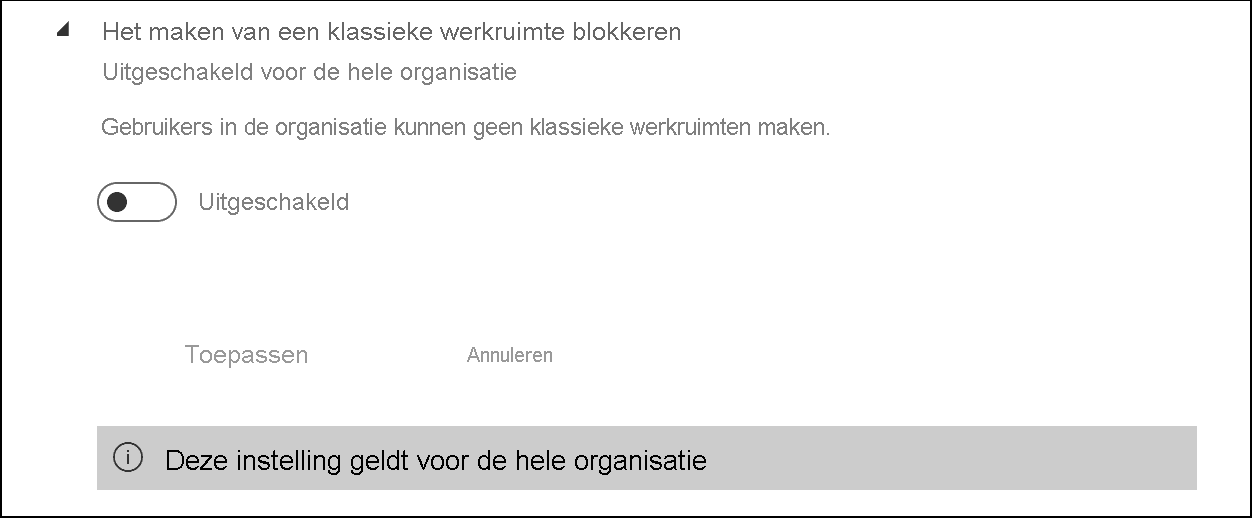 Het maken van een klassieke werkruimte blokkeren
Uitgeschakeld voor de hele organisatie
Gebruikers in de organisatie kunnen geen klassieke werkruimten maken.
Uitgeschakeld
Toepassen Annuleren
Deze instelling geldt voor de hele organisatie